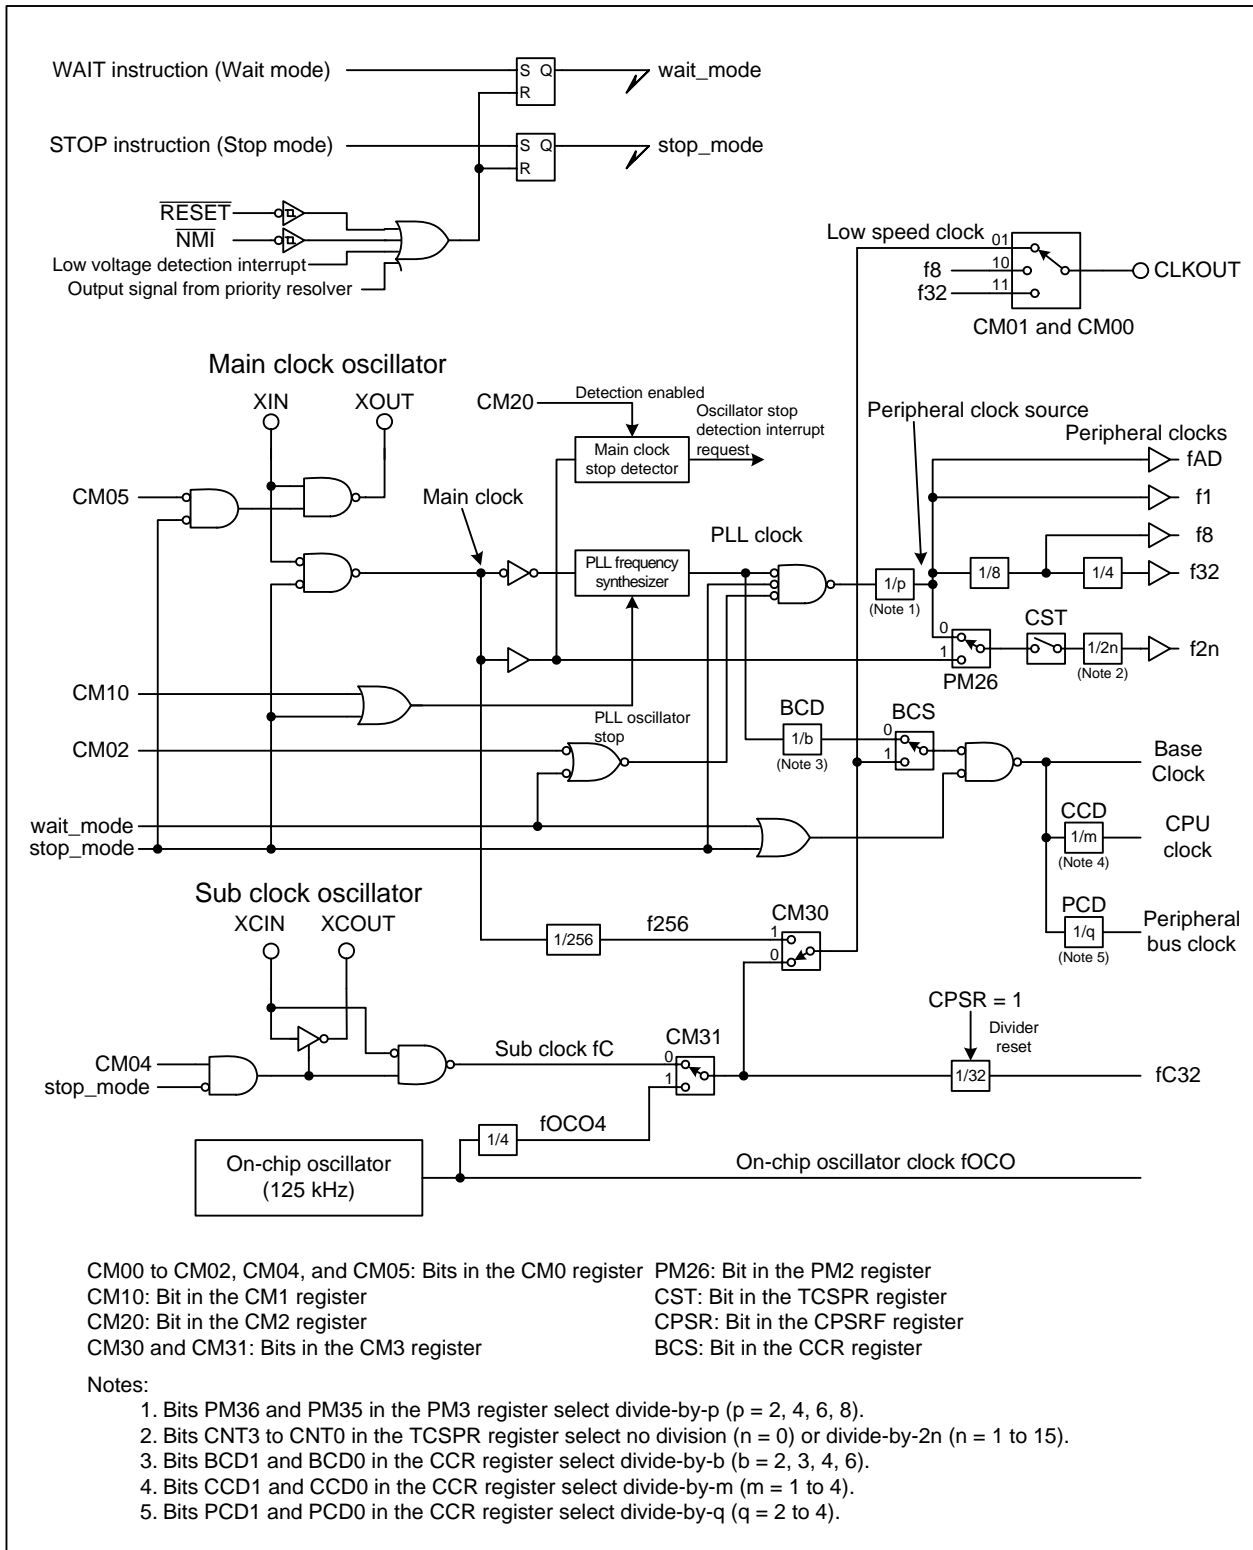 WAIT instruction (Wait mode)
S Q
R
wait_mode
STOP instruction (Stop mode)
S Q
R
stop_mode
RESET
NMI
Low voltage detection interrupt
Output signal from priority resolver
Low speed clock
01
f8
10
f32
11
CLKOUT
CM01 and CM00
Main clock oscillator
XIN
XOUT
CM20
Detection enabled
Oscillator stop
detection interrupt
request
Main clock
stop detector
Peripheral clock source
Peripheral clocks
fAD
f1
f8
f32
CM05
Main clock
PLL clock
PLL frequency
synthesizer
1/p
(Note 1)
1/8
1/4
0
1
PM26
CST
1/2n
(Note 2)
f2n
CM10
CM02
PLL oscillator
stop
BCD
1/b
(Note 3)
BCS
0
1
Base
Clock
wait_mode
stop_mode
CCD
1/m
(Note 4)
CPU
clock
PCD
1/q
(Note 5)
Peripheral
bus clock
Sub clock oscillator
XCIN
XCOUT
1/256
f256
CM30
1
0
CM04
stop_mode
Sub clock fC
CM31
0
1
CPSR = 1
Divider
reset
1/32
fC32
1/4
fOCO4
On-chip oscillator
(125 kHz)
On-chip oscillator clock fOCO
CM00 to CM02, CM04, and CM05: Bits in the CM0 register
PM26: Bit in the PM2 register
CM10: Bit in the CM1 register
CST: Bit in the TCSPR register
CM20: Bit in the CM2 register
CPSR: Bit in the CPSRF register
CM30 and CM31: Bits in the CM3 register
BCS: Bit in the CCR register
Notes:
1. Bits PM36 and PM35 in the PM3 register select divide-by-p (p = 2, 4, 6, 8).
2. Bits CNT3 to CNT0 in the TCSPR register select no division (n = 0) or divide-by-2n (n = 1 to 15).
3. Bits BCD1 and BCD0 in the CCR register select divide-by-b (b = 2, 3, 4, 6).
4. Bits CCD1 and CCD0 in the CCR register select divide-by-m (m = 1 to 4).
5. Bits PCD1 and PCD0 in the CCR register select divide-by-q (q = 2 to 4).